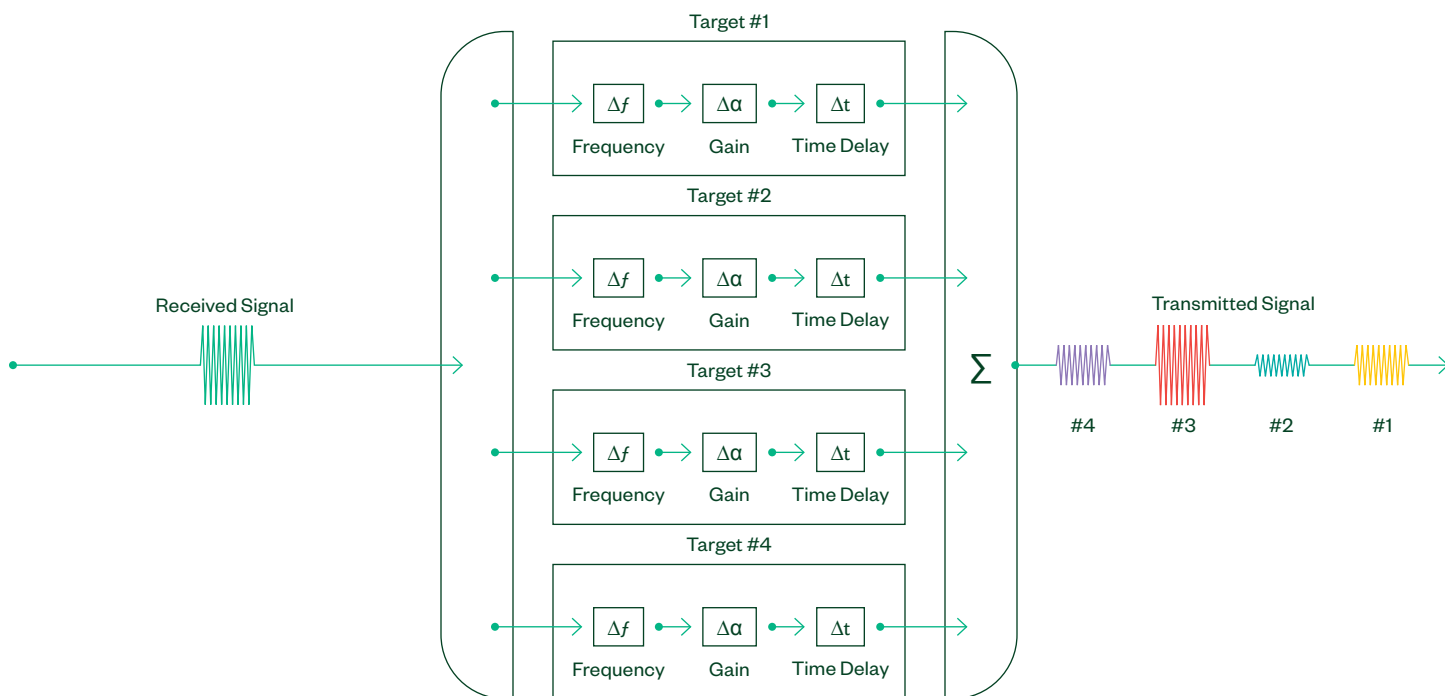 Target #1
Δf Δα Δt
Frequency Gain Time Delay
Target #2
Δf Δα Δt
Frequency Gain Time Delay
Received Signal
Transmitted Signal
Target #3
Σ
#4 #3 #2 #1
Δf Δα Δt
Frequency Gain Time Delay
Target #4
Δf Δα Δt
Frequency Gain Time Delay